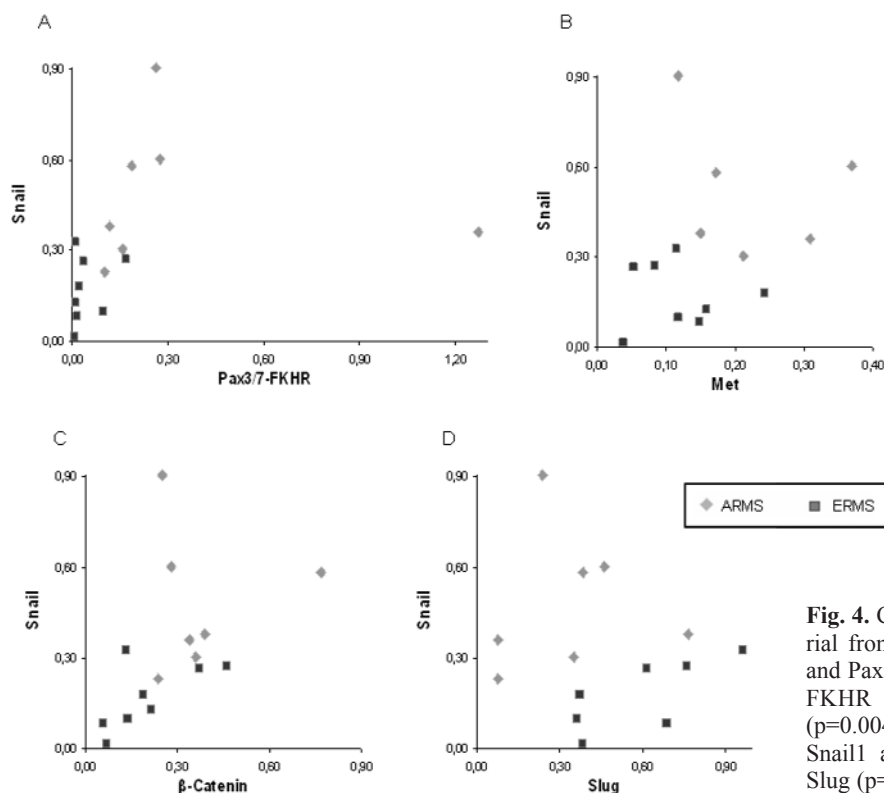 A
0,90
0,60
0,30
0,00
Snail
0,00 0,30 0,60 0,90 1,20
Pax3/7-FKHR
B
0,90
0,60
0,30
0,00
Snail
0,00 0,10 0,20 0,30 0,40
Met
C
0,90
0,60
0,30
0,00
Snail
0,00 0,30 0,60 0,90
β-Catenin
D
0,90
0,60
0,30
0,00
Snail
0,00 0,30 0,60 0,90
Slug
ARMS ERMS
Fig. 4. C
rial fron
and Pax
FKHR
(p=0.004
Snail1 a
Slug (p=